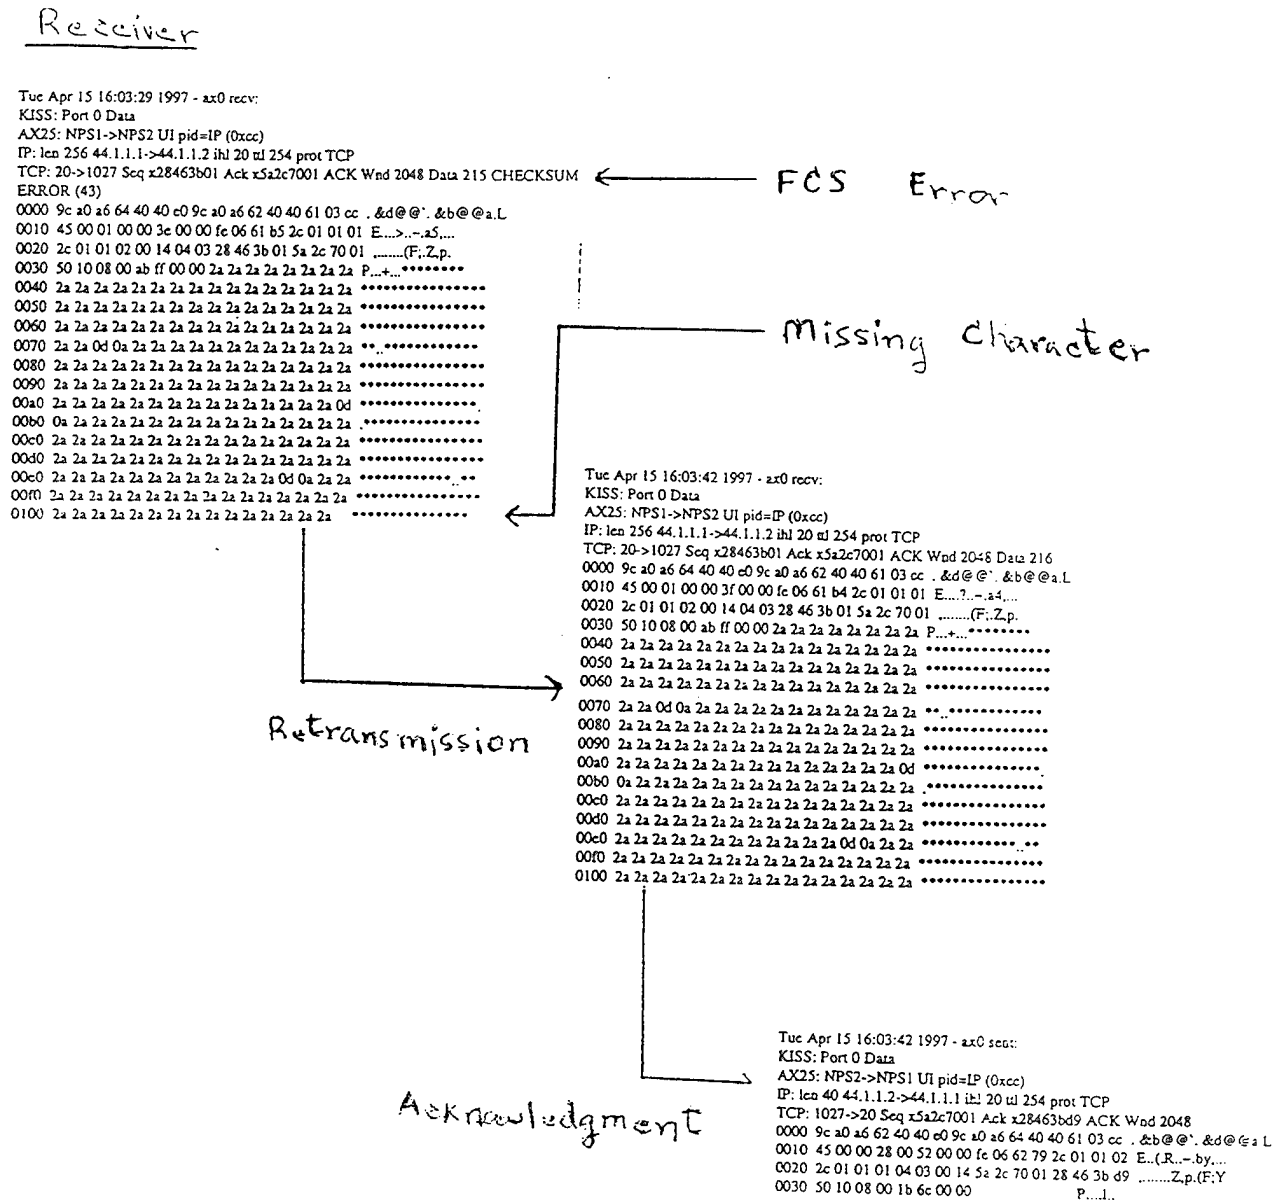 Receiver
Tue Apr 15 16:03:29 1997 - ax0 recv:
KISS: Port 0 Data
AX25: NPS1->NPS2 UI pid=IP (0xcc)
IP: len 256 44.1.1.1->44.1.1.2 ihl 20 ttl 254 prot TCP
TCP: 20->1027 Seq x28463b01 Ack x5a2c7001 ACK Wnd 2048 Data 215 CHECKSUM
ERROR (43)
0000 9c a0 a6 64 40 40 e0 9c a0 a6 62 40 40 61 03 cc . &d@@`. &b@@a.L
0010 45 00 01 00 00 3e 00 00 fe 06 61 b5 2c 01 01 01 E....>..~.a5,...
0020 2c 01 01 02 00 14 04 03 28 46 3b 01 5a 2c 70 01 ,.......(F;.Z,p.
0030 50 10 08 00 ab ff 00 00 2a 2a 2a 2a 2a 2a 2a 2a P...+...********
0040 2a 2a 2a 2a 2a 2a 2a 2a 2a 2a 2a 2a 2a 2a 2a 2a ****************
0050 2a 2a 2a 2a 2a 2a 2a 2a 2a 2a 2a 2a 2a 2a 2a 2a ****************
0060 2a 2a 2a 2a 2a 2a 2a 2a 2a 2a 2a 2a 2a 2a 2a 2a ****************
0070 2a 2a 0d 0a 2a 2a 2a 2a 2a 2a 2a 2a 2a 2a 2a 2a **..************
0080 2a 2a 2a 2a 2a 2a 2a 2a 2a 2a 2a 2a 2a 2a 2a 2a ****************
0090 2a 2a 2a 2a 2a 2a 2a 2a 2a 2a 2a 2a 2a 2a 2a 2a ****************
00a0 2a 2a 2a 2a 2a 2a 2a 2a 2a 2a 2a 2a 2a 2a 2a 0d ***************.
00b0 0a 2a 2a 2a 2a 2a 2a 2a 2a 2a 2a 2a 2a 2a 2a 2a .***************
00c0 2a 2a 2a 2a 2a 2a 2a 2a 2a 2a 2a 2a 2a 2a 2a 2a ****************
00d0 2a 2a 2a 2a 2a 2a 2a 2a 2a 2a 2a 2a 2a 2a 2a 2a ****************
00e0 2a 2a 2a 2a 2a 2a 2a 2a 2a 2a 2a 2a 0d 0a 2a 2a ************..**
00f0 2a 2a 2a 2a 2a 2a 2a 2a 2a 2a 2a 2a 2a 2a 2a 2a ****************
0100 2a 2a 2a 2a 2a 2a 2a 2a 2a 2a 2a 2a 2a 2a 2a ***************
FCS Error
Missing Character
Retransmission
Tue Apr 15 16:03:42 1997 - ax0 recv:
KISS: Port 0 Data
AX25: NPS1->NPS2 UI pid=IP (0xcc)
IP: len 256 44.1.1.1->44.1.1.2 ihl 20 ttl 254 prot TCP
TCP: 20->1027 Seq x28463b01 Ack x5a2c7001 ACK Wnd 2048 Data 216
0000 9c a0 a6 64 40 40 e0 9c a0 a6 62 40 40 61 03 cc . &d@@`. &b@@a.L
0010 45 00 01 00 00 3f 00 00 fe 06 61 b4 2c 01 01 01 E....?..~.a4,...
0020 2c 01 01 02 00 14 04 03 28 46 3b 01 5a 2c 70 01 ,.......(F;.Z,p.
0030 50 10 08 00 ab ff 00 00 2a 2a 2a 2a 2a 2a 2a 2a P...+...********
0040 2a 2a 2a 2a 2a 2a 2a 2a 2a 2a 2a 2a 2a 2a 2a 2a ****************
0050 2a 2a 2a 2a 2a 2a 2a 2a 2a 2a 2a 2a 2a 2a 2a 2a ****************
0060 2a 2a 2a 2a 2a 2a 2a 2a 2a 2a 2a 2a 2a 2a 2a 2a ****************
0070 2a 2a 0d 0a 2a 2a 2a 2a 2a 2a 2a 2a 2a 2a 2a 2a **..************
0080 2a 2a 2a 2a 2a 2a 2a 2a 2a 2a 2a 2a 2a 2a 2a 2a ****************
0090 2a 2a 2a 2a 2a 2a 2a 2a 2a 2a 2a 2a 2a 2a 2a 2a ****************
00a0 2a 2a 2a 2a 2a 2a 2a 2a 2a 2a 2a 2a 2a 2a 2a 0d ***************.
00b0 0a 2a 2a 2a 2a 2a 2a 2a 2a 2a 2a 2a 2a 2a 2a 2a .***************
00c0 2a 2a 2a 2a 2a 2a 2a 2a 2a 2a 2a 2a 2a 2a 2a 2a ****************
00d0 2a 2a 2a 2a 2a 2a 2a 2a 2a 2a 2a 2a 2a 2a 2a 2a ****************
00e0 2a 2a 2a 2a 2a 2a 2a 2a 2a 2a 2a 2a 0d 0a 2a 2a ************..**
00f0 2a 2a 2a 2a 2a 2a 2a 2a 2a 2a 2a 2a 2a 2a 2a 2a ****************
0100 2a 2a 2a 2a 2a 2a 2a 2a 2a 2a 2a 2a 2a 2a 2a 2a ****************
Acknowledgment
Tue Apr 15 16:03:42 1997 - ax0 sent:
KISS: Port 0 Data
AX25: NPS2->NPS1 UI pid=IP (0xcc)
IP: len 40 44.1.1.2->44.1.1.1 ihl 20 ttl 254 prot TCP
TCP: 1027->20 Seq x5a2c7001 Ack x28463bd9 ACK Wnd 2048
0000 9c a0 a6 62 40 40 e0 9c a0 a6 64 40 40 61 03 cc . &b@@`. &d@@a L
0010 45 00 00 28 00 52 00 00 fe 06 62 79 2c 01 01 02 E..(.R..~.by,...
0020 2c 01 01 01 04 03 00 14 5a 2c 70 01 28 46 3b d9 ,.......Z,p.(F;Y
0030 50 10 08 00 1b 6c 00 00 P....l..